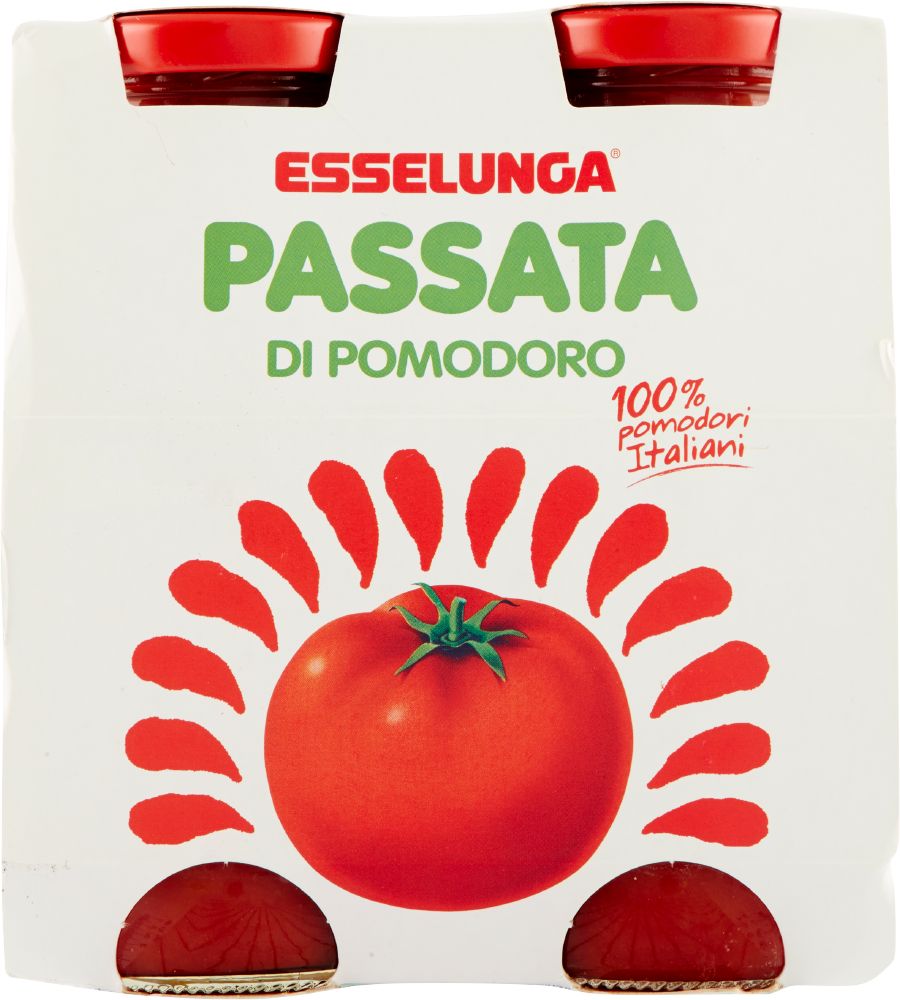 ESSELUNGA®
PASSATA
DI POMODORO
100%
pomodori
Italiani